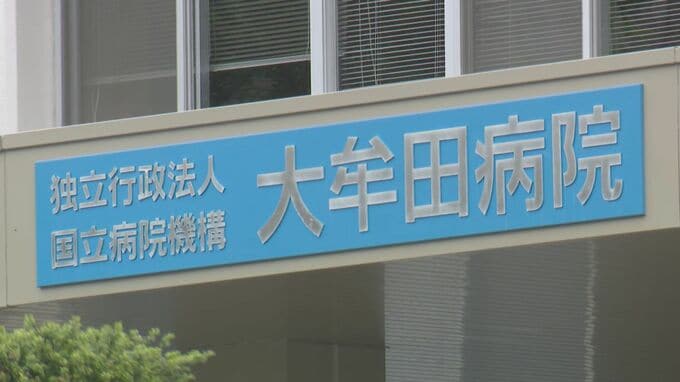 独立行政法人
国立病院機構
大牟田病院